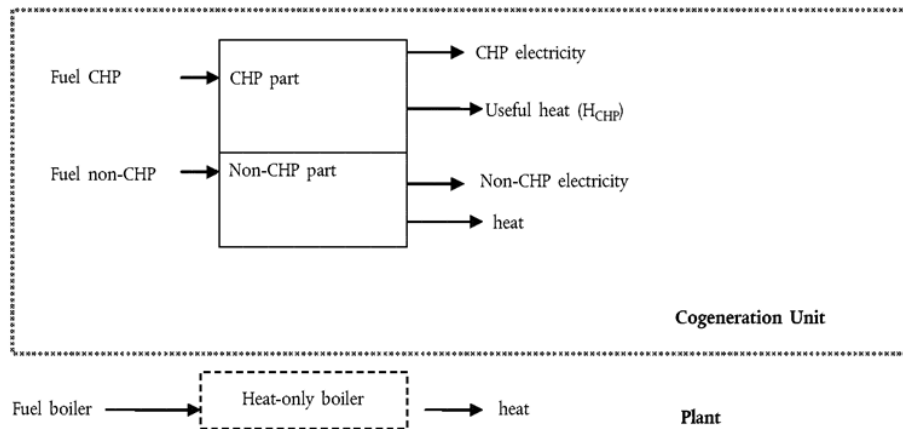 CHP electricity
Fuel CHP
CHP part
Useful heat (H_CHP)
Fuel non-CHP
Non-CHP part
Non-CHP electricity
heat
Cogeneration Unit
Fuel boiler
Heat-only boiler
heat
Plant